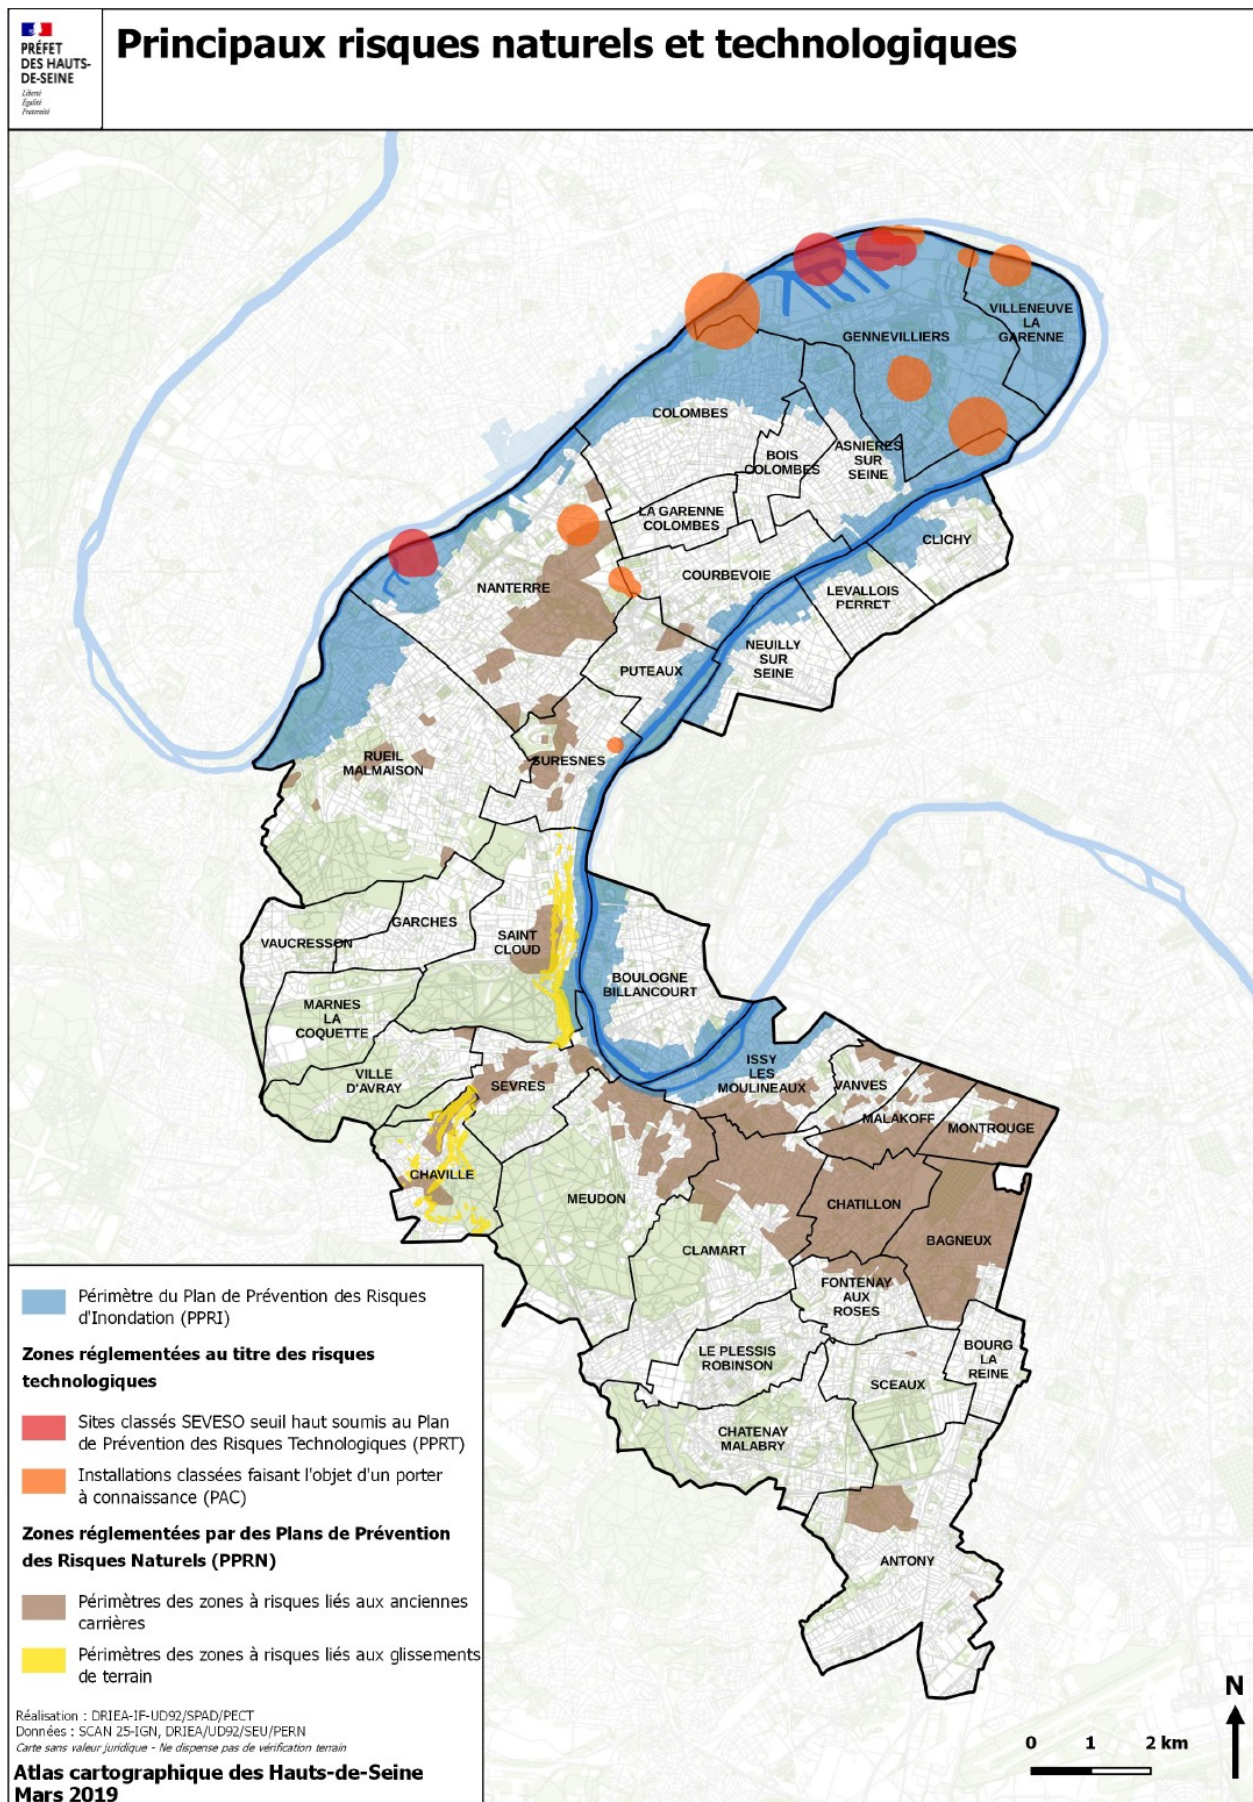 PRÉFET
DES HAUTS-
DE-SEINE
Liberté
Égalité
Fraternité
Principaux risques naturels et technologiques
VILLENEUVE
LA
GARENNE
GENNEVILLIERS
COLOMBES
BOIS
COLOMBES
ASNIERES
SUR
SEINE
LA GARENNE
COLOMBES
CLICHY
COURBEVOIE
NANTERRE
LEVALLOIS
PERRET
NEUILLY
SUR
SEINE
PUTEAUX
RUEIL
MALMAISON
SURESNES
GARCHES
VAUCRESSON
SAINT
CLOUD
BOULOGNE
BILLANCOURT
MARNES
LA
COQUETTE
VILLE
D'AVRAY
SEVRES
ISSY
LES
MOULINEAUX
VANVES
MALAKOFF
MONTROUGE
CHAVILLE
MEUDON
CHATILLON
BAGNEUX
CLAMART
FONTENAY
AUX
ROSES
LE PLESSIS
ROBINSON
BOURG
LA
REINE
SCEAUX
CHATENAY
MALABRY
ANTONY
Périmètre du Plan de Prévention des Risques
d'Inondation (PPRI)
Zones réglementées au titre des risques
technologiques
Sites classés SEVESO seuil haut soumis au Plan
de Prévention des Risques Technologiques (PPRT)
Installations classées faisant l'objet d'un porter
à connaissance (PAC)
Zones réglementées par des Plans de Prévention
des Risques Naturels (PPRN)
Périmètres des zones à risques liés aux anciennes
carrières
Périmètres des zones à risques liés aux glissements
de terrain
Réalisation : DRIEA-IF-UD92/SPAD/PECT
Données : SCAN 25-IGN, DRIEA/UD92/SEU/PERN
Carte sans valeur juridique - Ne dispense pas de vérification terrain
Atlas cartographique des Hauts-de-Seine
Mars 2019
0 1 2 km
N